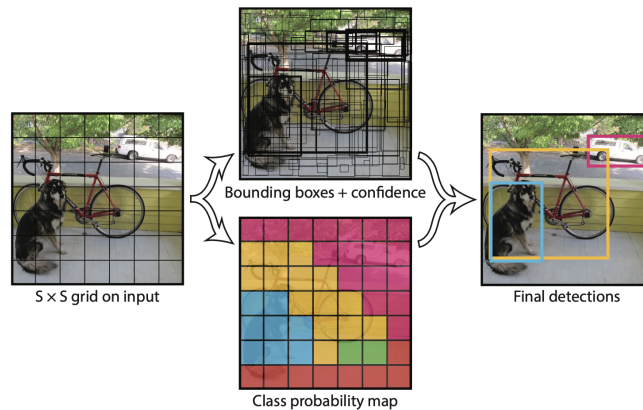 S × S grid on input
Bounding boxes + confidence
Class probability map
Final detections